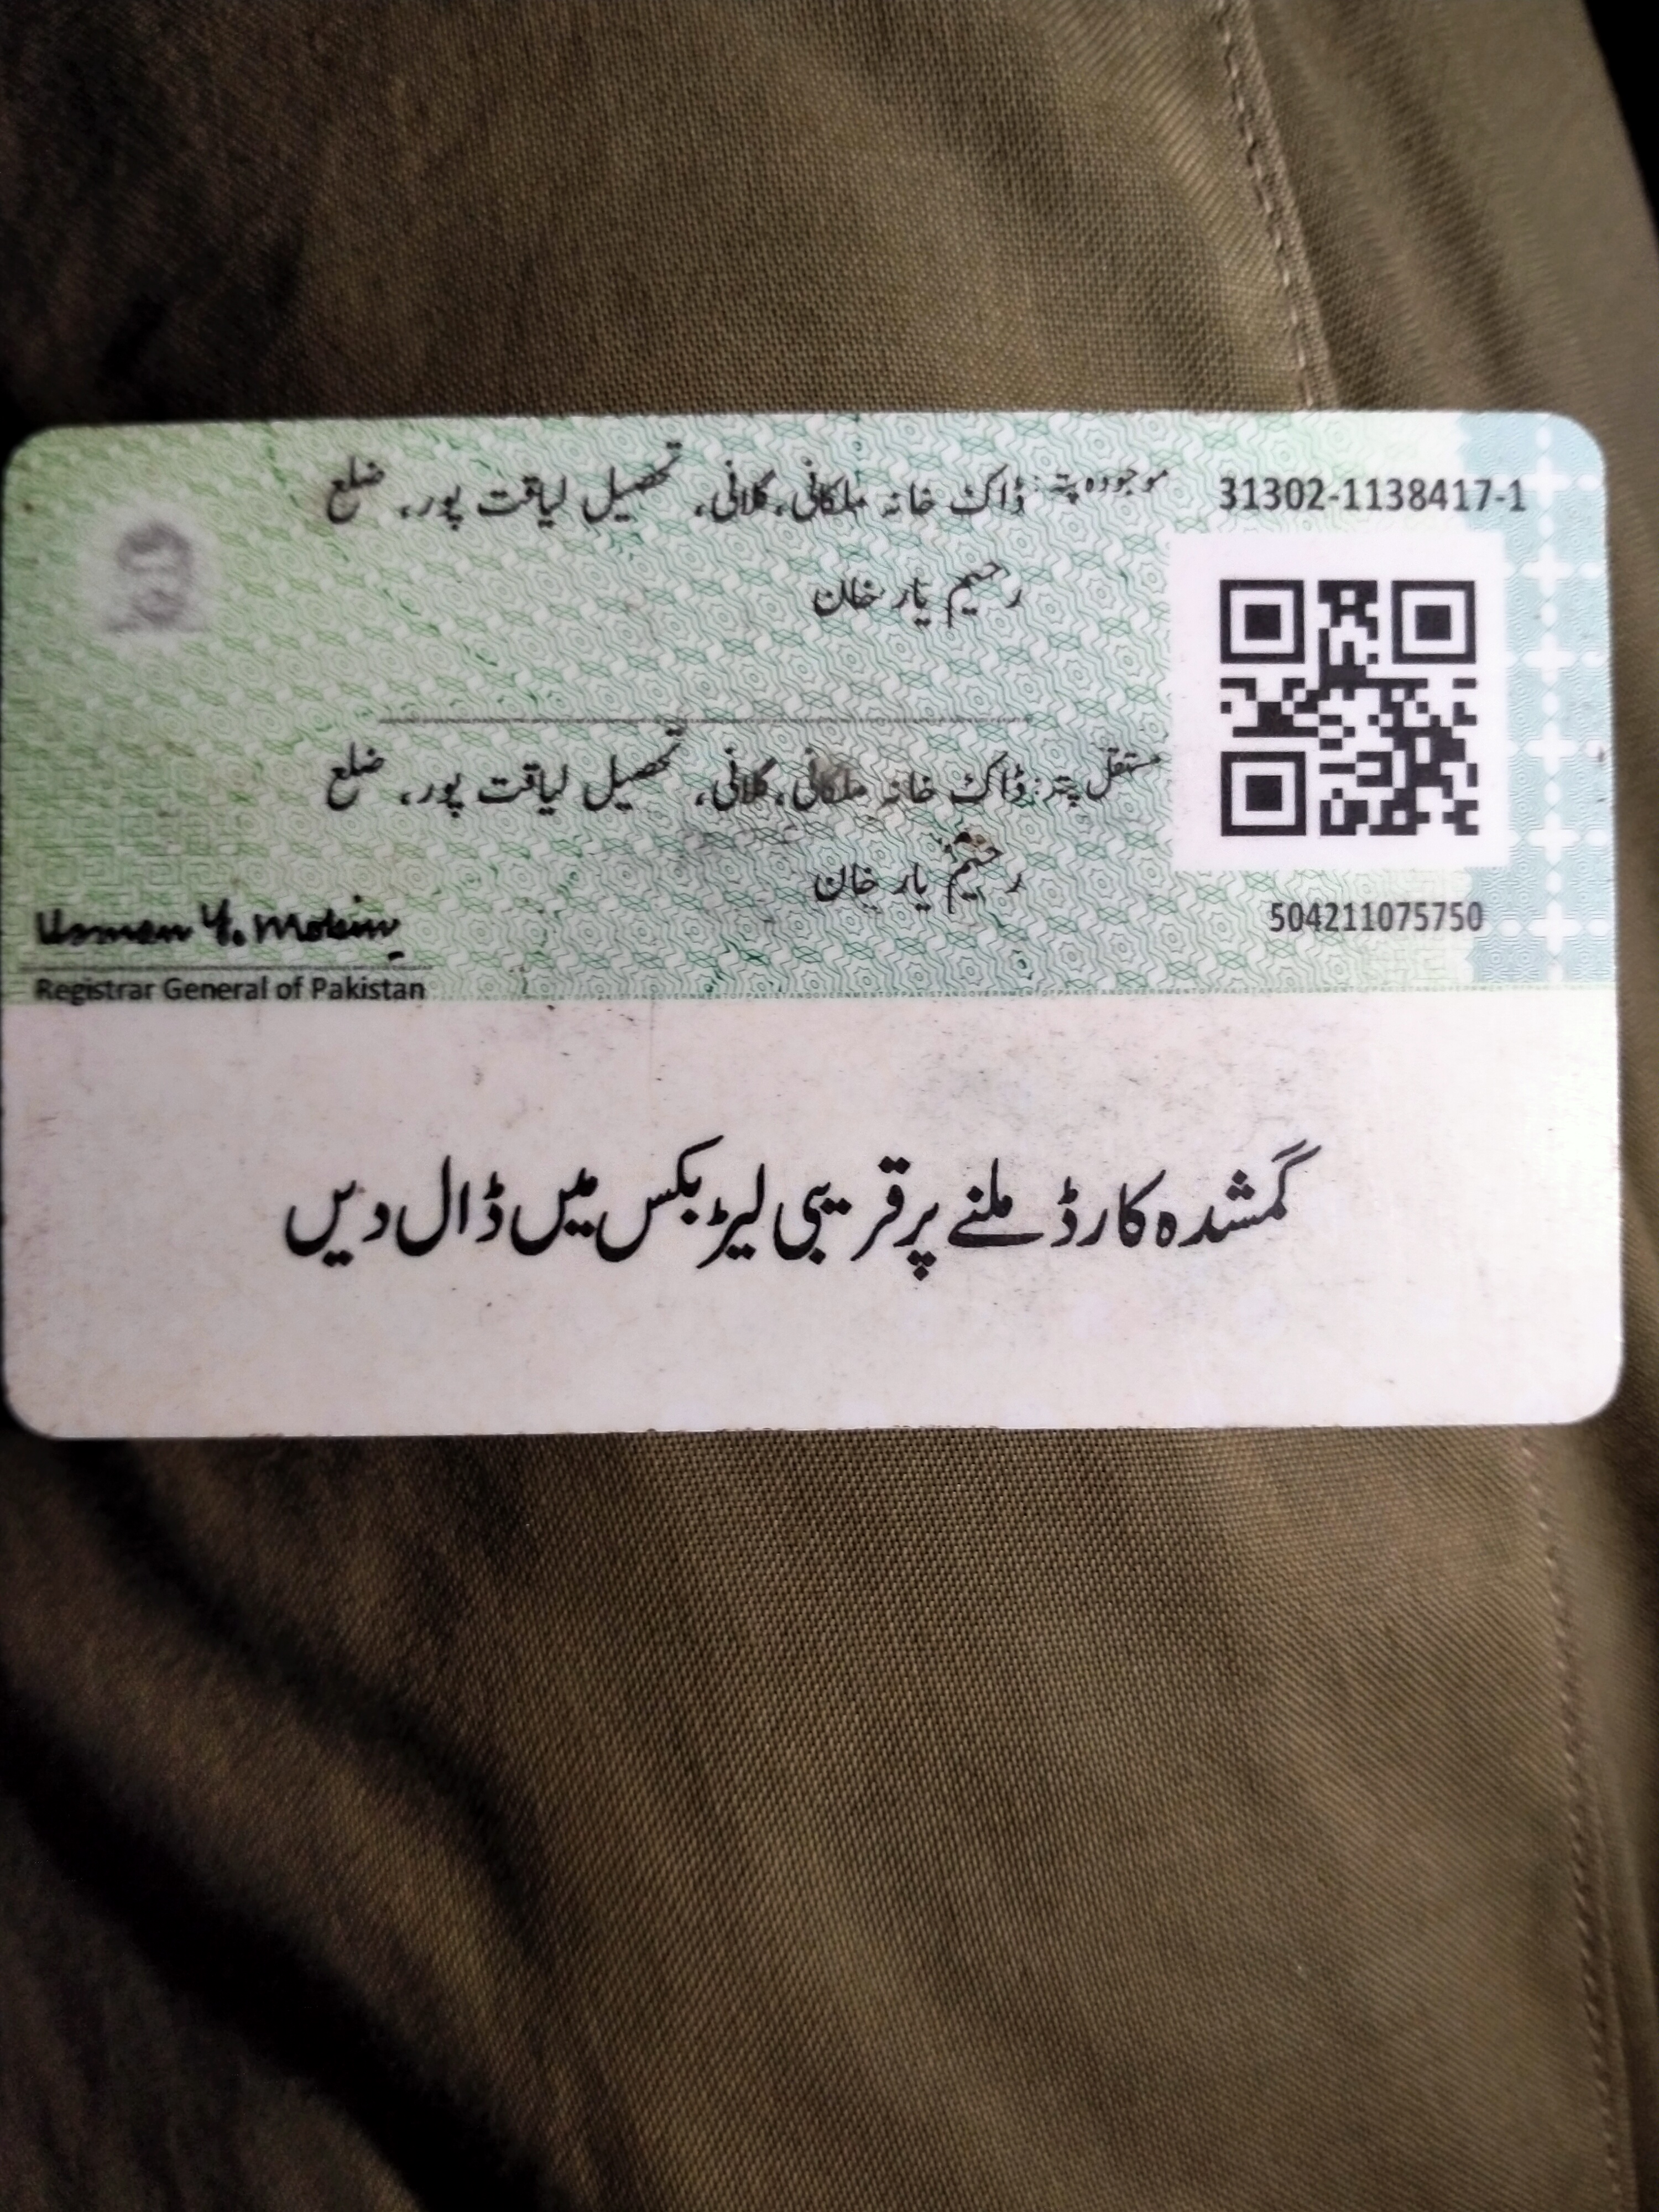 31302-1138417-1
موجودہ پتہ: ڈاک خانہ ملکانی، کلانی، تحصیل لیاقت پور، ضلع
رحیم یار خان
مستقل پتہ: ڈاک خانہ ملکانی، کلانی، تحصیل لیاقت پور، ضلع
رحیم یار خان
504211075750
Usman Y. Mobin
Registrar General of Pakistan
گمشدہ کارڈ ملنے پر قریبی لیٹر بکس میں ڈال دیں